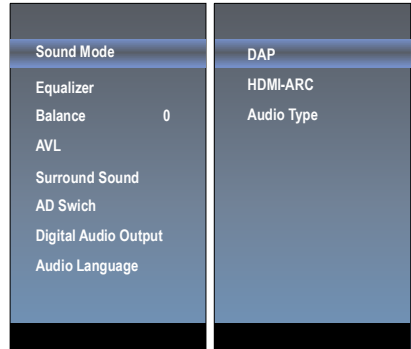 Sound Mode
Equalizer
Balance 0
AVL
Surround Sound
AD Swich
Digital Audio Output
Audio Language
DAP
HDMI-ARC
Audio Type